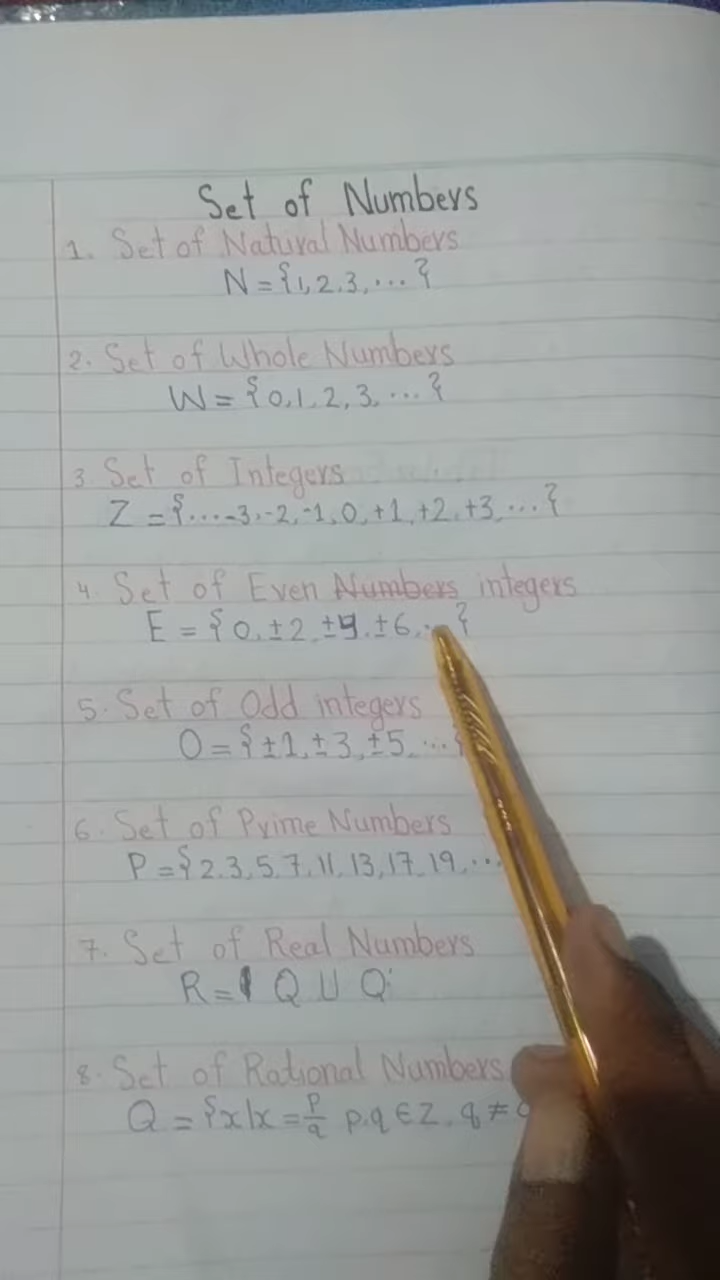 Set of Numbers
1. Set of Natural Numbers
N = {1, 2, 3, ... }
2. Set of Whole Numbers
W = {0, 1, 2, 3, ... }
3 Set of Integers
Z = {... -3, -2, -1, 0, +1, +2, +3, ... }
4. Set of Even Numbers integers
E = {0, ±2, ±4, ±6, ... }
5. Set of Odd integers
O = {±1, ±3, ±5, ... {
6. Set of Prime Numbers
P = {2, 3, 5, 7, 11, 13, 17, 19, ...
7. Set of Real Numbers
R = Q U Q'
8. Set of Rational Numbers
Q = {x|x = p/q p, q ∈ Z, q ≠